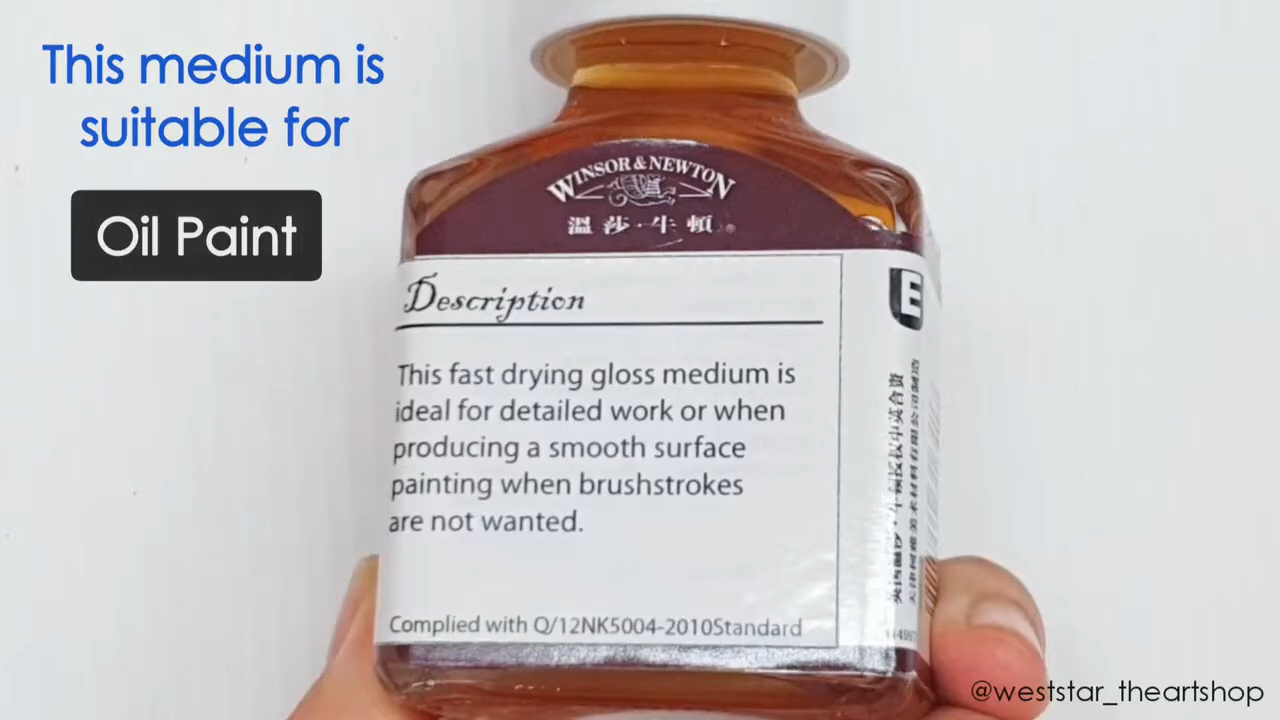 This medium is
suitable for
Oil Paint
WINSOR & NEWTON
溫莎·牛頓®
E
Description
This fast drying gloss medium is
ideal for detailed work or when
producing a smooth surface
painting when brushstrokes
are not wanted.
Complied with Q/12NK5004-2010Standard
@weststar_theartshop